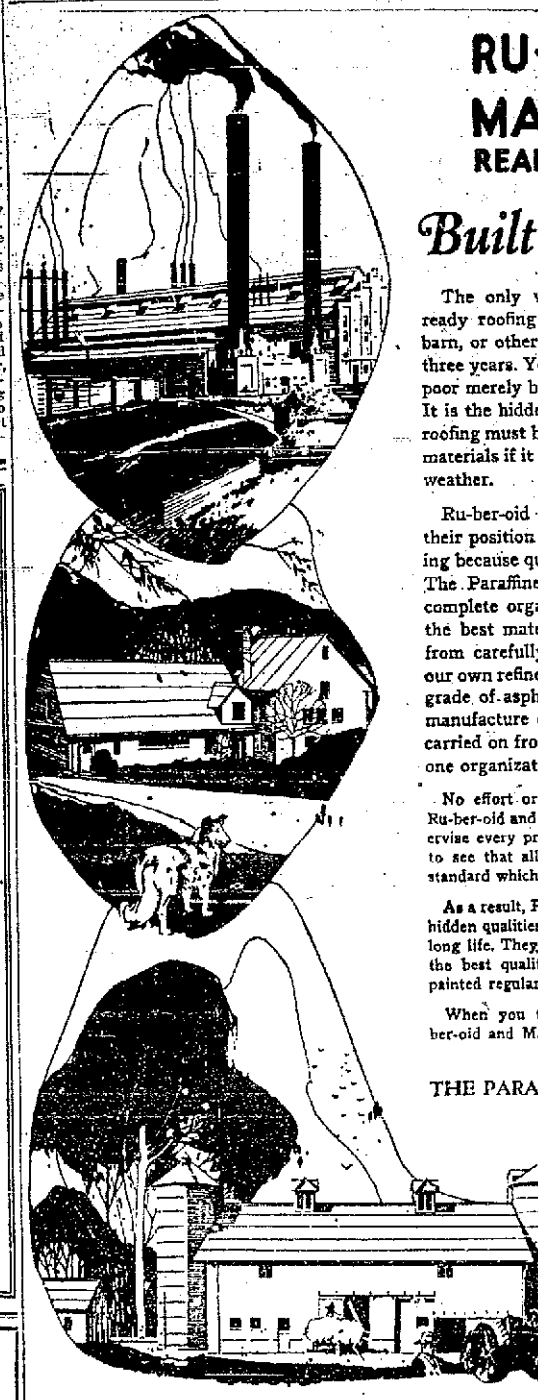 RU-
MA
REA
Built
The only
ready roofing
barn, or other
three years. Y
poor merely b
It is the hidde
roofing must b
materials if it
weather.
Ru-ber-oid
their position
ing because qu
The Paraffine
complete orga
the best mate
from carefully
our own refine
grade of asph
manufacture
carried on fro
one organizat
No effort or
Ru-ber-oid and
ervise every pr
to see that all
standard which
As a result,
hidden qualities
long life. They
the best quali
painted regular
When you
ber-oid and M
THE PARA